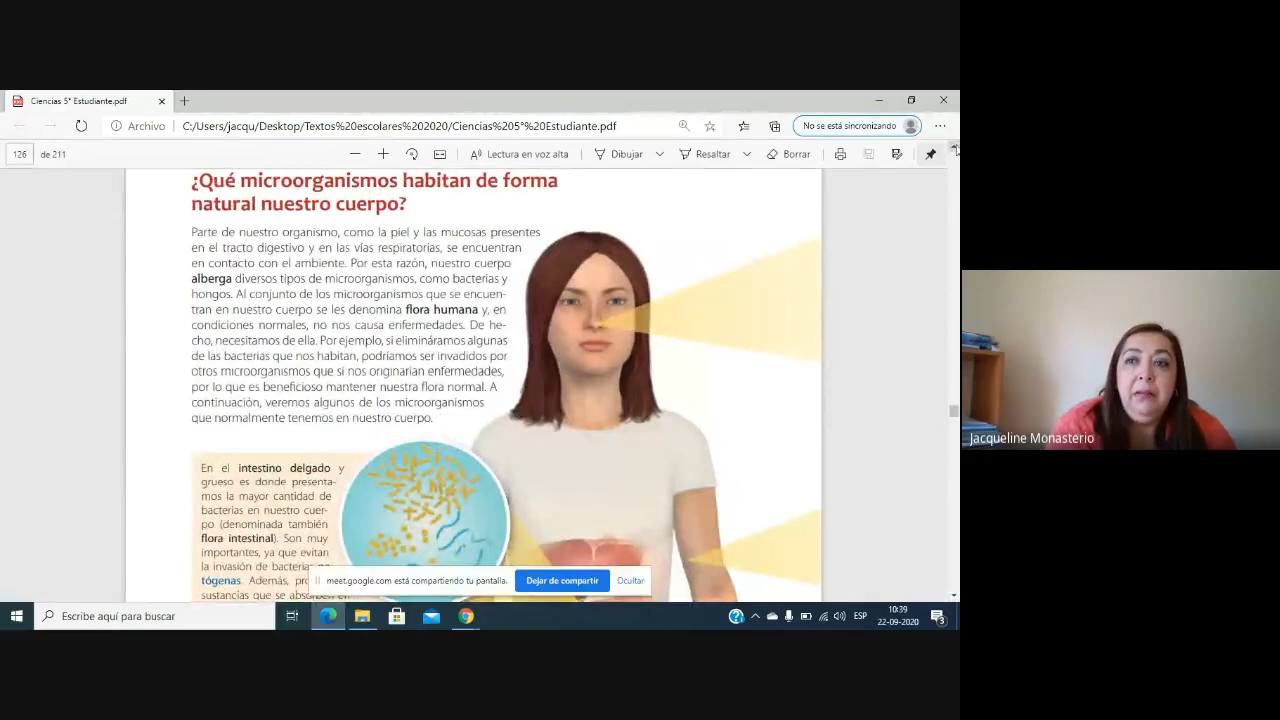 Ciencias 5° Estudiante.pdf
Archivo
C:/Users/jacqu/Desktop/Textos%20escolares%202020/Ciencias%205°%20Estudiante.pdf
No se está sincronizando
126 de 211
Lectura en voz alta
Dibujar
Resaltar
Borrar
¿Qué microorganismos habitan de forma
natural nuestro cuerpo?
Parte de nuestro organismo, como la piel y las mucosas presentes
en el tracto digestivo y en las vías respiratorias, se encuentran
en contacto con el ambiente. Por esta razón, nuestro cuerpo
alberga diversos tipos de microorganismos, como bacterias y
hongos. Al conjunto de los microorganismos que se encuen-
tran en nuestro cuerpo se les denomina flora humana y, en
condiciones normales, no nos causa enfermedades. De he-
cho, necesitamos de ella. Por ejemplo, si elimináramos algunas
de las bacterias que nos habitan, podríamos ser invadidos por
otros microorganismos que sí nos originarían enfermedades,
por lo que es beneficioso mantener nuestra flora normal. A
continuación, veremos algunos de los microorganismos
que normalmente tenemos en nuestro cuerpo.
En el intestino delgado y
grueso es donde presenta-
mos la mayor cantidad de
bacterias en nuestro cuer-
po (denominada también
flora intestinal). Son muy
importantes, ya que evitan
la invasión de bacterias
tógenas. Además,
sustancias que se absorben en
meet.google.com está compartiendo tu pantalla.
Dejar de compartir
Ocultar
Escribe aquí para buscar
ESP
10:39
22-09-2020
3
Jacqueline Monasterio